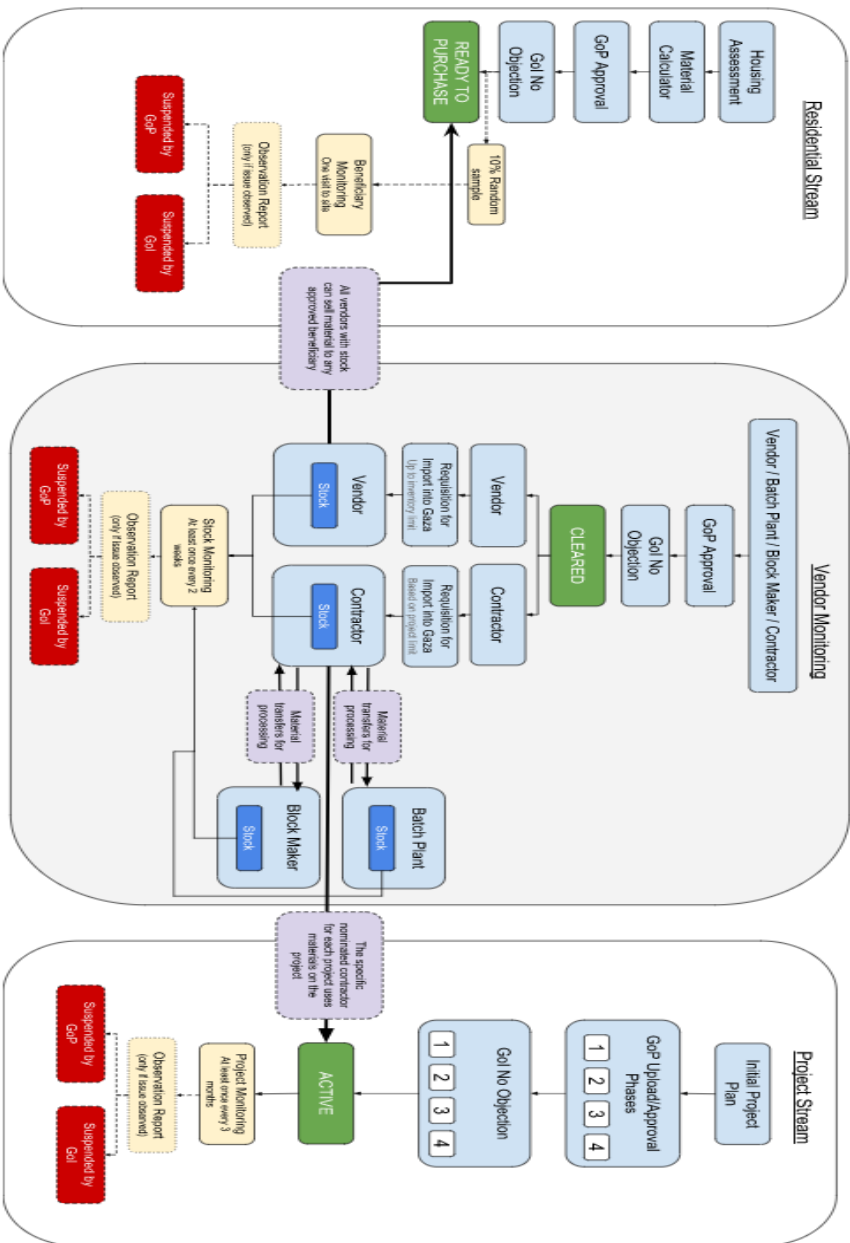 Residential Stream
Housing
Assessment
Material
Calculator
GoP Approval
GoI No
Objection
READY TO
PURCHASE
10% Random
sample
Beneficiary
Monitoring
One visit to site
Observation Report
(only if issue observed)
Suspended by
GoP
Suspended by
GoI
All vendors with stock
can sell material to any
approved beneficiary
Vendor Monitoring
Vendor / Batch Plant / Block Maker / Contractor
GoP Approval
GoI No
Objection
CLEARED
Vendor
Contractor
Requisition for
Import into Gaza
Up to inventory limit
Requisition for
Import into Gaza
Based on project limit
Vendor
Stock
Contractor
Stock
Material
transfers for
processing
Material
transfers for
processing
Batch Plant
Stock
Block Maker
Stock
Stock Monitoring
At least once every 2
weeks
Observation Report
(only if issue observed)
Suspended by
GoP
Suspended by
GoI
The specific
nominated contractor
for each project uses
materials on the
project
Project Stream
Initial Project
Plan
GoP Upload/Approval
Phases
1 2 3 4
GoI No Objection
1 2 3 4
ACTIVE
Project Monitoring
At least once every 3
months
Observation Report
(only if issue observed)
Suspended by
GoP
Suspended by
GoI